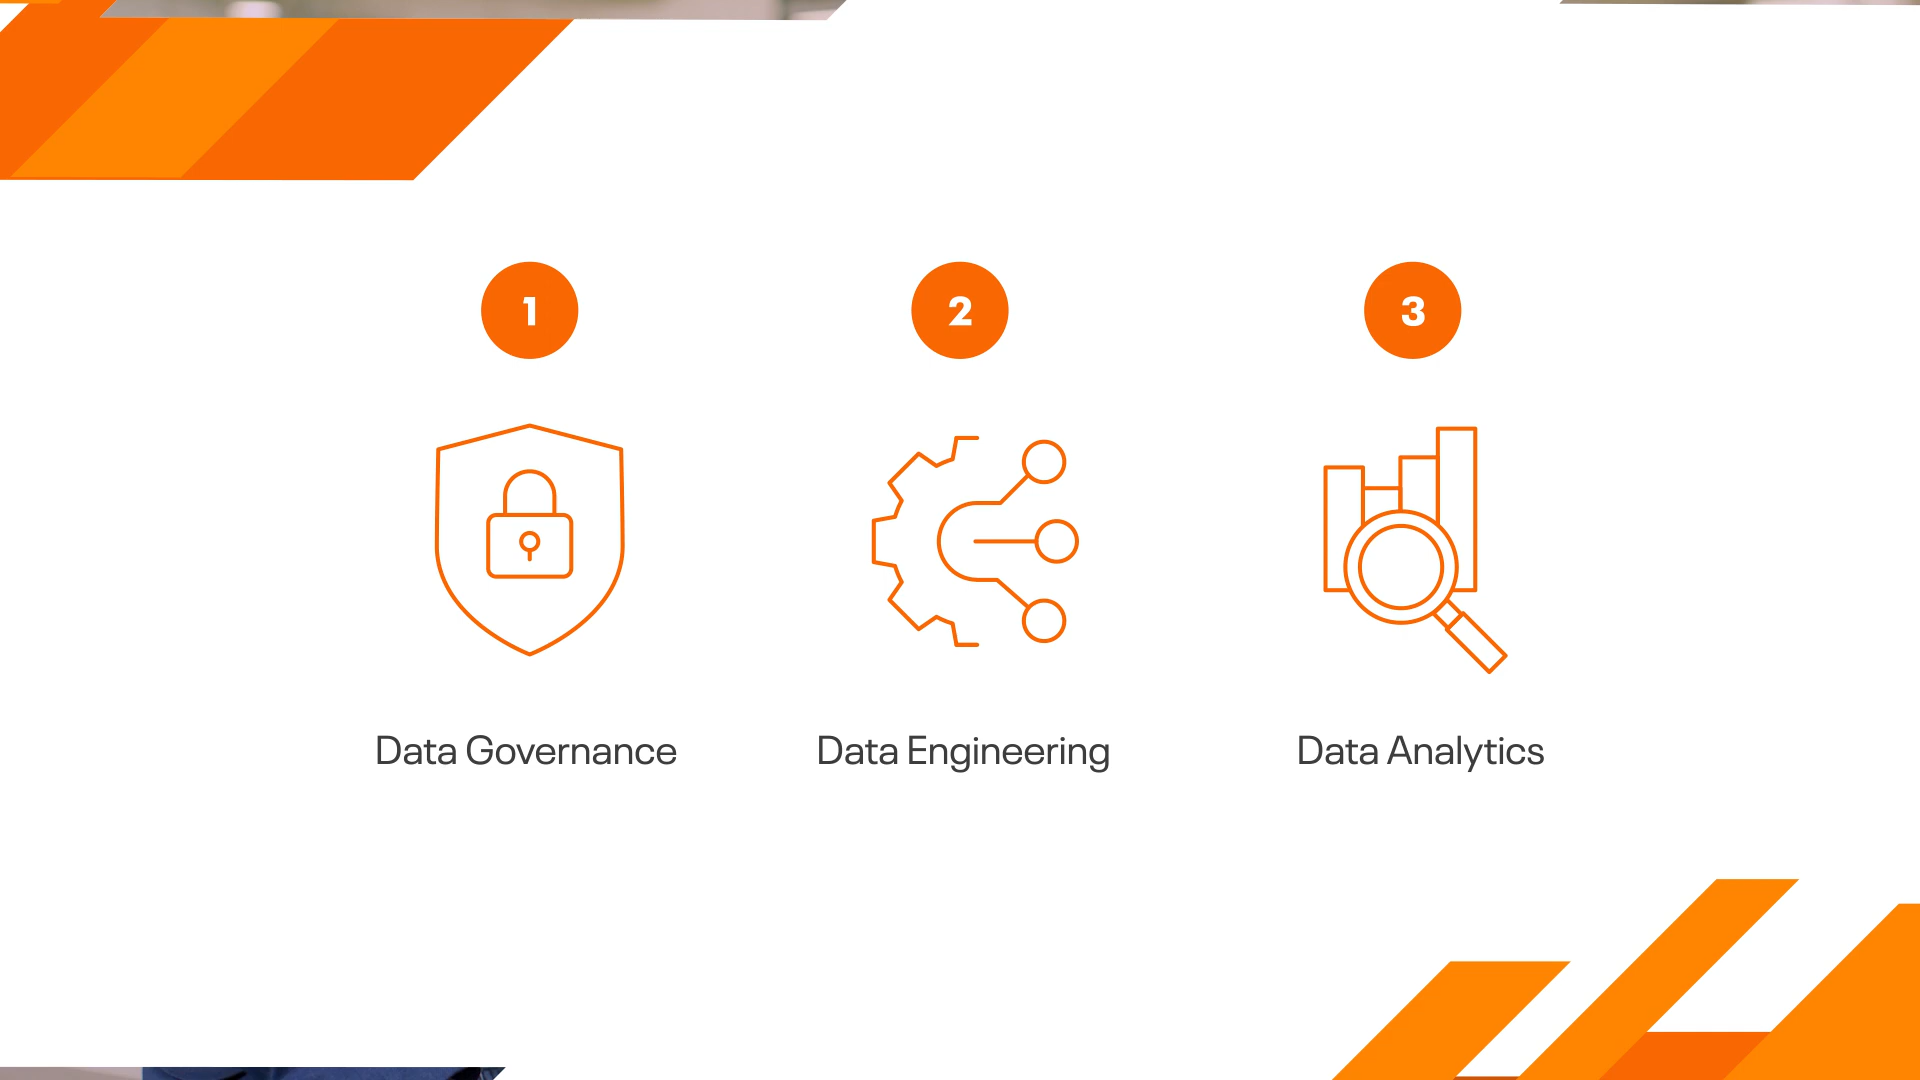 1
2
3
Data Governance
Data Engineering
Data Analytics